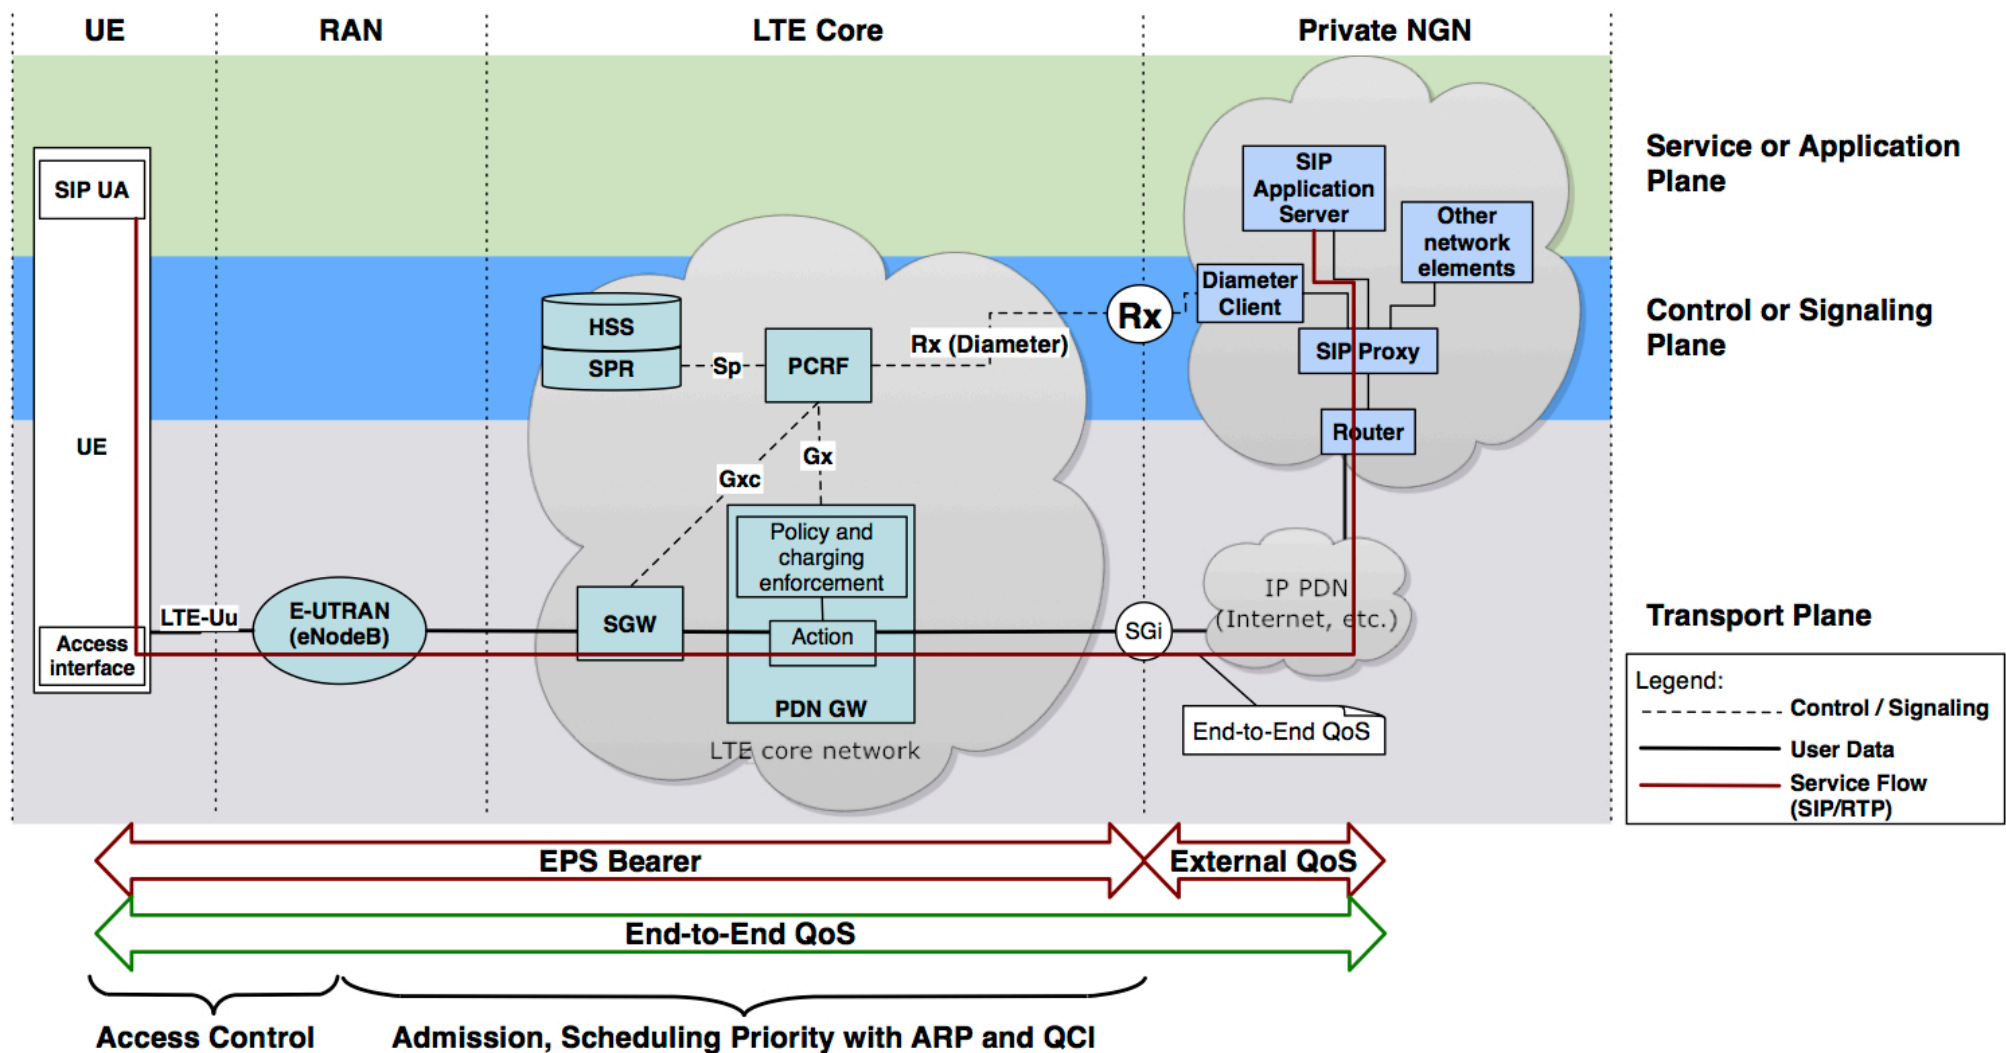 UE
RAN
LTE Core
Private NGN
SIP UA
UE
Access
interface
LTE-Uu
E-UTRAN
(eNodeB)
HSS
SPR
Sp
PCRF
Rx (Diameter)
Rx
Gxc
Gx
SGW
Policy and
charging
enforcement
Action
PDN GW
LTE core network
SGi
SIP
Application
Server
Other
network
elements
Diameter
Client
SIP Proxy
Router
IP PDN
(Internet, etc.)
End-to-End QoS
Service or Application
Plane
Control or Signaling
Plane
Transport Plane
Legend:
Control / Signaling
User Data
Service Flow
(SIP/RTP)
EPS Bearer
External QoS
End-to-End QoS
Access Control
Admission, Scheduling Priority with ARP and QCI